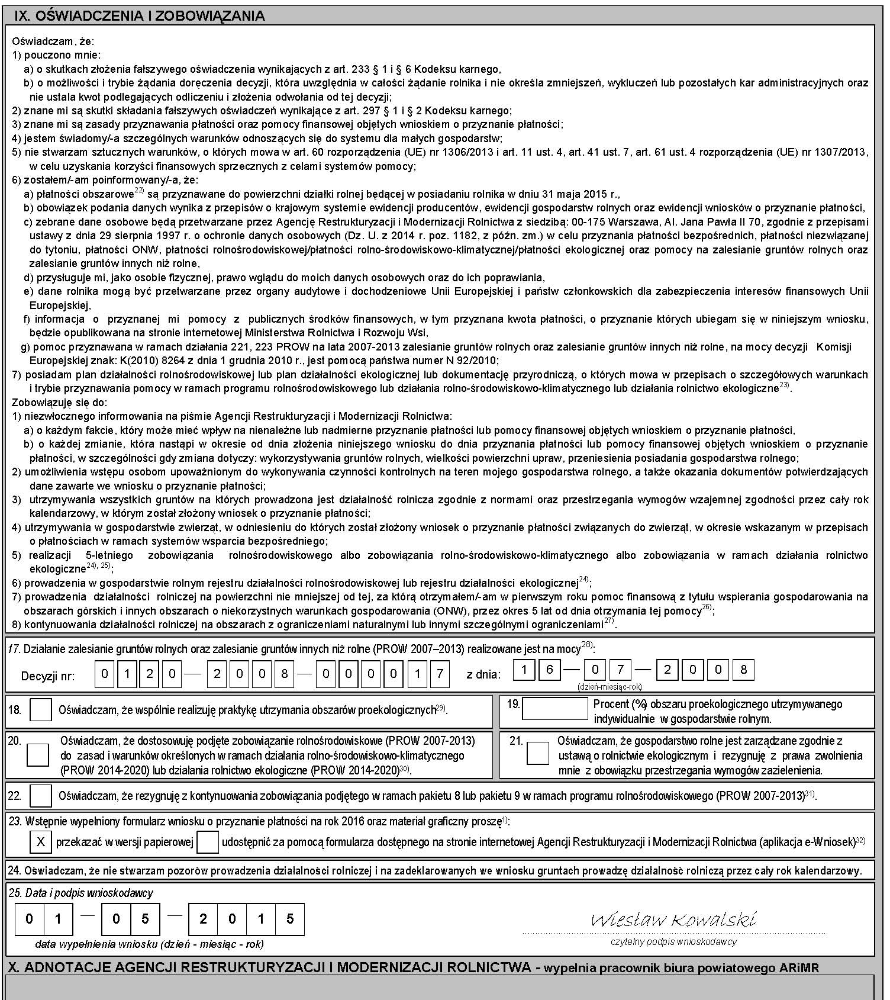 IX. OŚWIADCZENIA I ZOBOWIĄZANIA
Oświadczam, że:
1) pouczono mnie:
a) o skutkach złożenia fałszywego oświadczenia wynikających z art. 233 § 1 i § 6 Kodeksu karnego,
b) o możliwości i trybie żądania doręczenia decyzji, która uwzględnia w całości żądanie rolnika i nie określa zmniejszeń, wykluczeń lub pozostałych kar administracyjnych oraz
nie ustala kwot podlegających odliczeniu i złożenia odwołania od tej decyzji;
2) znane mi są skutki składania fałszywych oświadczeń wynikające z art. 297 § 1 i § 2 Kodeksu karnego;
3) znane mi są zasady przyznawania płatności oraz pomocy finansowej objętych wnioskiem o przyznanie płatności;
4) jestem świadomy/-a szczególnych warunków odnoszących się do systemu dla małych gospodarstw;
5) nie stwarzam sztucznych warunków, o których mowa w art. 60 rozporządzenia (UE) nr 1306/2013 i art. 11 ust. 4, art. 41 ust. 7, art. 61 ust. 4 rozporządzenia (UE) nr 1307/2013,
w celu uzyskania korzyści finansowych sprzecznych z celami systemów pomocy;
6) zostałem/-am poinformowany/-a, że:
a) płatności obszarowe22) są przyznawane do powierzchni działki rolnej będącej w posiadaniu rolnika w dniu 31 maja 2015 r.,
b) obowiązek podania danych wynika z przepisów o krajowym systemie ewidencji producentów, ewidencji gospodarstw rolnych oraz ewidencji wniosków o przyznanie płatności,
c) zebrane dane osobowe będą przetwarzane przez Agencję Restrukturyzacji i Modernizacji Rolnictwa z siedzibą: 00-175 Warszawa, Al. Jana Pawła II 70, zgodnie z przepisami
ustawy z dnia 29 sierpnia 1997 r. o ochronie danych osobowych (Dz. U. z 2014 r. poz. 1182, z późn. zm.) w celu przyznania płatności bezpośrednich, płatności niezwiązanej
do tytoniu, płatności ONW, płatności rolnośrodowiskowej/płatności rolno-środowiskowo-klimatycznej/płatności ekologicznej oraz pomocy na zalesianie gruntów rolnych oraz
zalesianie gruntów innych niż rolne,
d) przysługuje mi, jako osobie fizycznej, prawo wglądu do moich danych osobowych oraz do ich poprawiania,
e) dane rolnika mogą być przetwarzane przez organy audytowe i dochodzeniowe Unii Europejskiej i państw członkowskich dla zabezpieczenia interesów finansowych Unii
Europejskiej,
f) informacja o przyznanej mi pomocy z publicznych środków finansowych, w tym przyznana kwota płatności, o przyznanie których ubiegam się w niniejszym wniosku,
będzie opublikowana na stronie internetowej Ministerstwa Rolnictwa i Rozwoju Wsi,
g) pomoc przyznawana w ramach działania 221, 223 PROW na lata 2007-2013 zalesianie gruntów rolnych oraz zalesianie gruntów innych niż rolne, na mocy decyzji Komisji
Europejskiej znak: K(2010) 8264 z dnia 1 grudnia 2010 r., jest pomocą państwa numer N 92/2010;
7) posiadam plan działalności rolnośrodowiskowej lub plan działalności ekologicznej lub dokumentację przyrodniczą, o których mowa w przepisach o szczegółowych warunkach
i trybie przyznawania pomocy w ramach programu rolnośrodowiskowego lub działania rolno-środowiskowo-klimatycznego lub działania rolnictwo ekologiczne23).
Zobowiązuję się do:
1) niezwłocznego informowania na piśmie Agencji Restrukturyzacji i Modernizacji Rolnictwa:
a) o każdym fakcie, który może mieć wpływ na nienależne lub nadmierne przyznanie płatności lub pomocy finansowej objętych wnioskiem o przyznanie płatności,
b) o każdej zmianie, która nastąpi w okresie od dnia złożenia niniejszego wniosku do dnia przyznania płatności lub pomocy finansowej objętych wnioskiem o przyznanie
płatności, w szczególności gdy zmiana dotyczy: wykorzystywania gruntów rolnych, wielkości powierzchni upraw, przeniesienia posiadania gospodarstwa rolnego;
2) umożliwienia wstępu osobom upoważnionym do wykonywania czynności kontrolnych na teren mojego gospodarstwa rolnego, a także okazania dokumentów potwierdzających
dane zawarte we wniosku o przyznanie płatności;
3) utrzymywania wszystkich gruntów na których prowadzona jest działalność rolnicza zgodnie z normami oraz przestrzegania wymogów wzajemnej zgodności przez cały rok
kalendarzowy, w którym został złożony wniosek o przyznanie płatności;
4) utrzymywania w gospodarstwie zwierząt, w odniesieniu do których został złożony wniosek o przyznanie płatności związanych do zwierząt, w okresie wskazanym w przepisach
o płatnościach w ramach systemów wsparcia bezpośredniego;
5) realizacji 5-letniego zobowiązania rolnośrodowiskowego albo zobowiązania rolno-środowiskowo-klimatycznego albo zobowiązania w ramach działania rolnictwo
ekologiczne24), 25);
6) prowadzenia w gospodarstwie rolnym rejestru działalności rolnośrodowiskowej lub rejestru działalności ekologicznej24);
7) prowadzenia działalności rolniczej na powierzchni nie mniejszej od tej, za którą otrzymałem/-am w pierwszym roku pomoc finansową z tytułu wspierania gospodarowania na
obszarach górskich i innych obszarach o niekorzystnych warunkach gospodarowania (ONW), przez okres 5 lat od dnia otrzymania tej pomocy26);
8) kontynuowania działalności rolniczej na obszarach z ograniczeniami naturalnymi lub innymi szczególnymi ograniczeniami27).
17. Działanie zalesianie gruntów rolnych oraz zalesianie gruntów innych niż rolne (PROW 2007–2013) realizowane jest na mocy28):
Decyzji nr: 0 1 2 0 — 2 0 0 8 — 0 0 0 0 1 7 z dnia: 1 6 — 0 7 — 2 0 0 8
(dzień-miesiąc-rok)
18. Oświadczam, że wspólnie realizuję praktykę utrzymania obszarów proekologicznych29).
19. Procent (%) obszaru proekologicznego utrzymywanego
indywidualnie w gospodarstwie rolnym.
20. Oświadczam, że dostosowuję podjęte zobowiązanie rolnośrodowiskowe (PROW 2007-2013)
do zasad i warunków określonych w ramach działania rolno-środowiskowo-klimatycznego
(PROW 2014-2020) lub działania rolnictwo ekologiczne (PROW 2014-2020)30).
21. Oświadczam, że gospodarstwo rolne jest zarządzane zgodnie z
ustawą o rolnictwie ekologicznym i rezygnuję z prawa zwolnienia
mnie z obowiązku przestrzegania wymogów zazielenienia.
22. Oświadczam, że rezygnuję z kontynuowania zobowiązania podjętego w ramach pakietu 8 lub pakietu 9 w ramach programu rolnośrodowiskowego (PROW 2007-2013)31).
23. Wstępnie wypełniony formularz wniosku o przyznanie płatności na rok 2016 oraz materiał graficzny proszę1):
X przekazać w wersji papierowej udostępnić za pomocą formularza dostępnego na stronie internetowej Agencji Restrukturyzacji i Modernizacji Rolnictwa (aplikacja e-Wniosek)32)
24. Oświadczam, że nie stwarzam pozorów prowadzenia działalności rolniczej i na zadeklarowanych we wniosku gruntach prowadzę działalność rolniczą przez cały rok kalendarzowy.
25. Data i podpis wnioskodawcy
0 1 — 0 5 — 2 0 1 5
Wiesław Kowalski
data wypełnienia wniosku (dzień - miesiąc - rok)
czytelny podpis wnioskodawcy
X. ADNOTACJE AGENCJI RESTRUKTURYZACJI I MODERNIZACJI ROLNICTWA - wypełnia pracownik biura powiatowego ARiMR